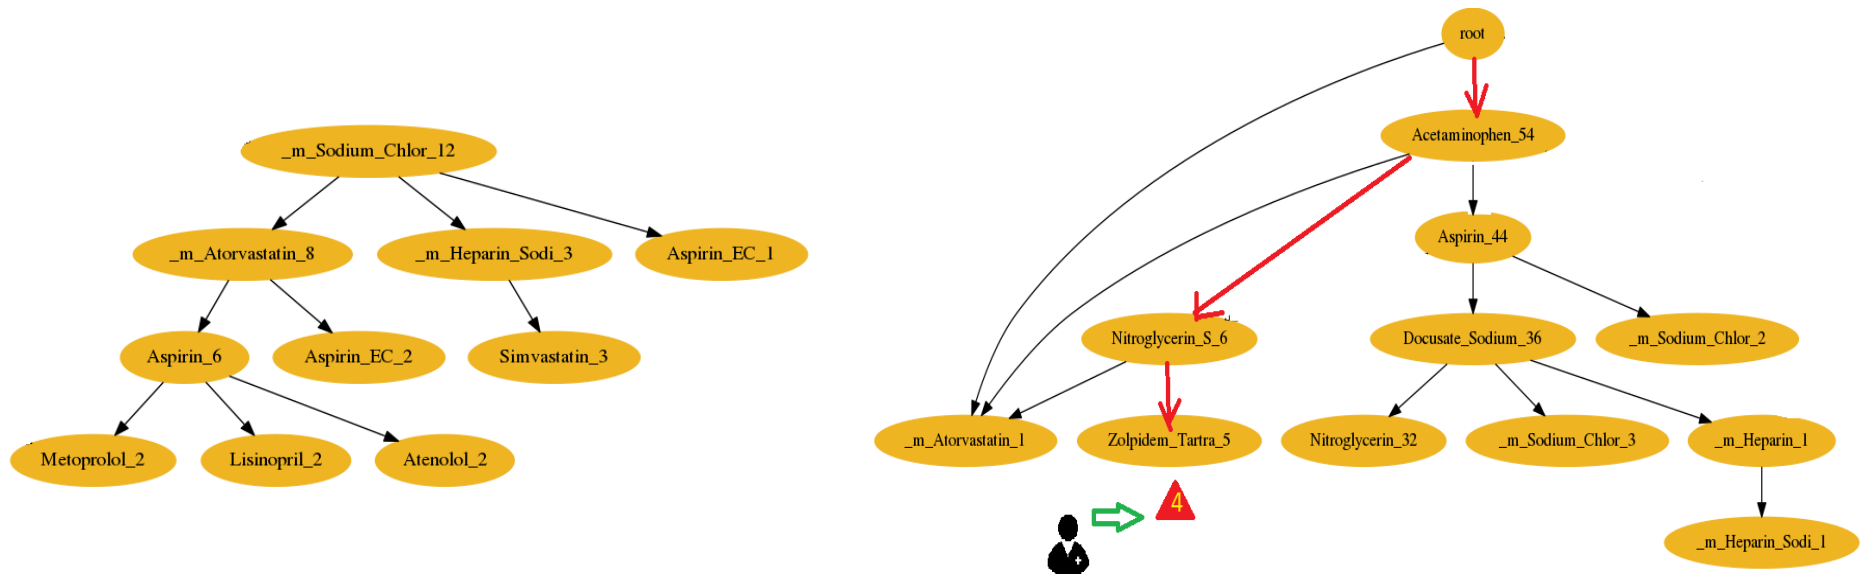 _m_Sodium_Chlor_12
_m_Atorvastatin_8
_m_Heparin_Sodi_3
Aspirin_EC_1
Aspirin_6
Aspirin_EC_2
Simvastatin_3
Metoprolol_2
Lisinopril_2
Atenolol_2
root
Acetaminophen_54
Aspirin_44
Nitroglycerin_S_6
Docusate_Sodium_36
_m_Sodium_Chlor_2
_m_Atorvastatin_1
Zolpidem_Tartra_5
Nitroglycerin_32
_m_Sodium_Chlor_3
_m_Heparin_1
4
_m_Heparin_Sodi_1